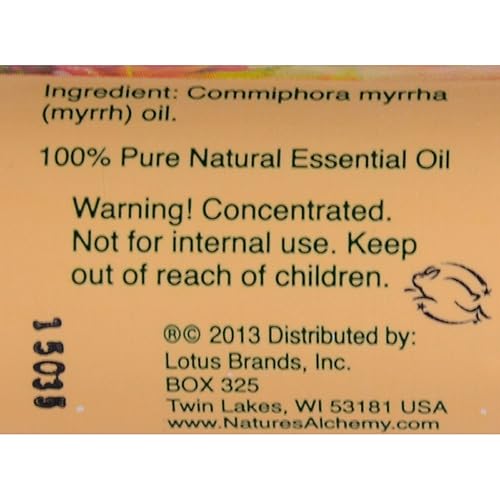 Ingredient: Commiphora myrrha
(myrrh) oil.
100% Pure Natural Essential Oil
Warning! Concentrated.
Not for internal use. Keep
out of reach of children.
®© 2013 Distributed by:
Lotus Brands, Inc.
BOX 325
Twin Lakes, WI 53181 USA
www.NaturesAlchemy.com